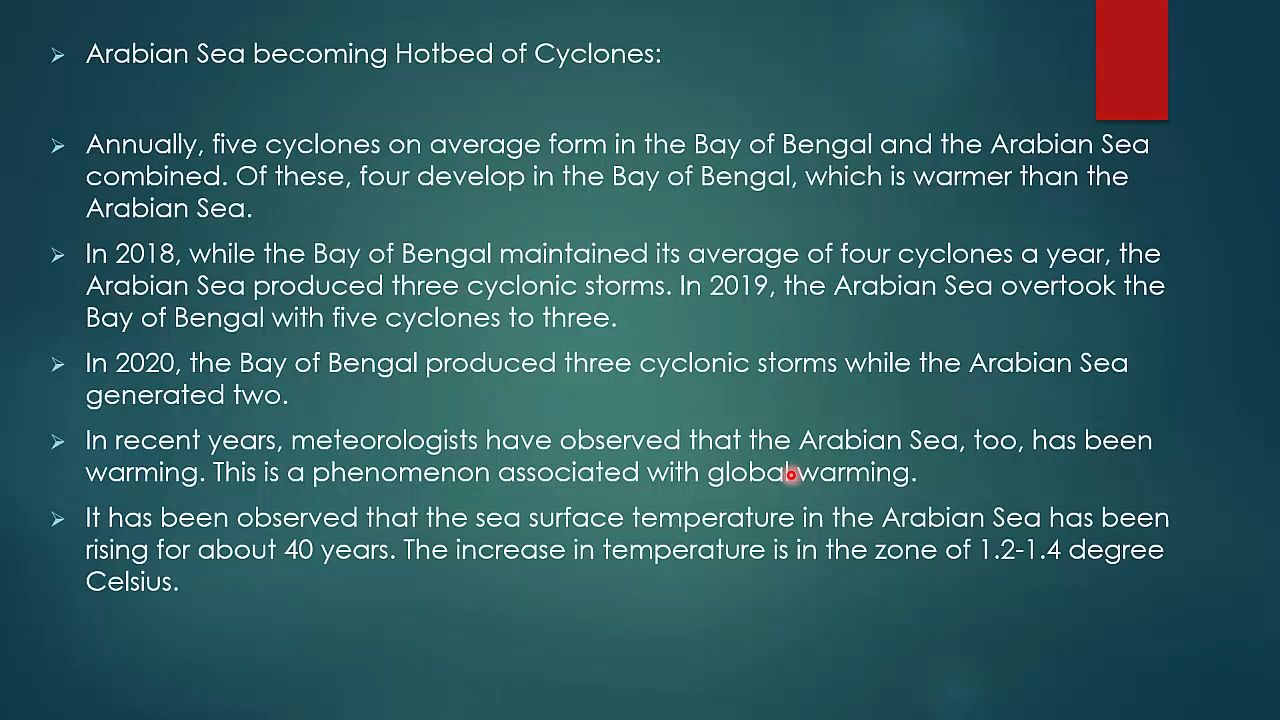 Arabian Sea becoming Hotbed of Cyclones:
Annually, five cyclones on average form in the Bay of Bengal and the Arabian Sea
combined. Of these, four develop in the Bay of Bengal, which is warmer than the
Arabian Sea.
In 2018, while the Bay of Bengal maintained its average of four cyclones a year, the
Arabian Sea produced three cyclonic storms. In 2019, the Arabian Sea overtook the
Bay of Bengal with five cyclones to three.
In 2020, the Bay of Bengal produced three cyclonic storms while the Arabian Sea
generated two.
In recent years, meteorologists have observed that the Arabian Sea, too, has been
warming. This is a phenomenon associated with global warming.
It has been observed that the sea surface temperature in the Arabian Sea has been
rising for about 40 years. The increase in temperature is in the zone of 1.2-1.4 degree
Celsius.